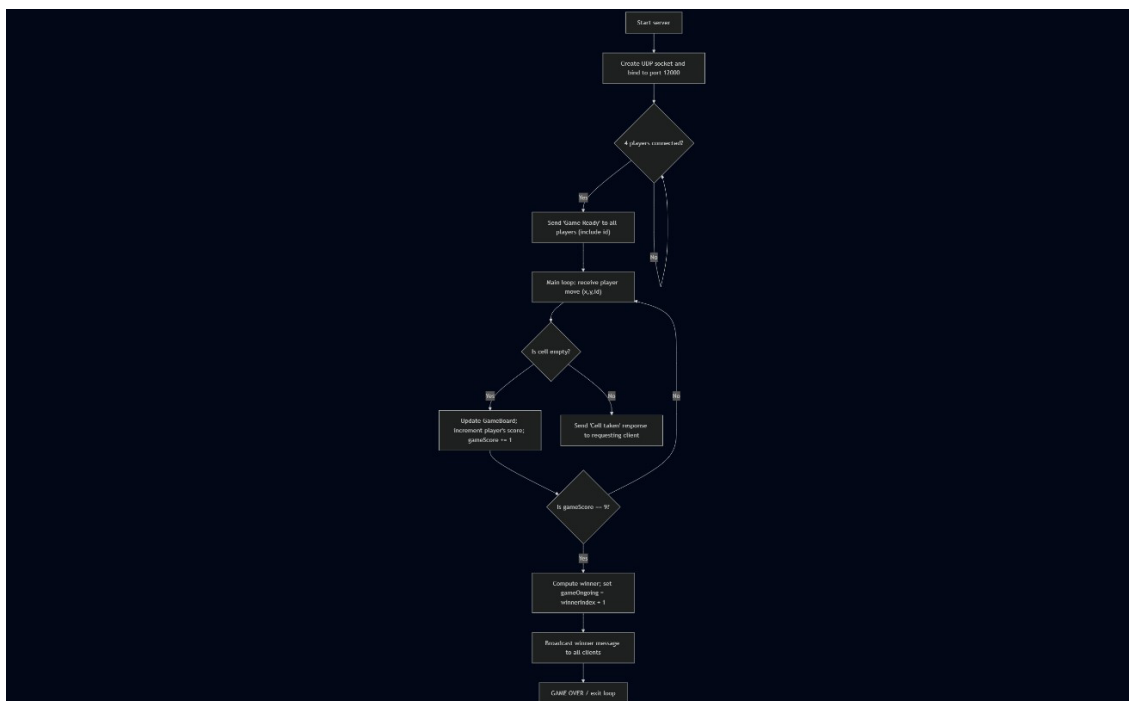 Start server
Create UDP socket and
bind to port 12000
4 players connected?
Yes
No
Send 'Game Ready' to all
players (include id)
Main loop: receive player
move (x,y,id)
Is cell empty?
Yes
No
No
Update GameBoard;
increment player's score;
gameScore += 1
Send 'Cell taken' response
to requesting client
Is gameScore
Yes
Compute winner; set
gameOngoing =
winnerIndex + 1
Broadcast winner message
to all clients
GAME OVER / exit loop